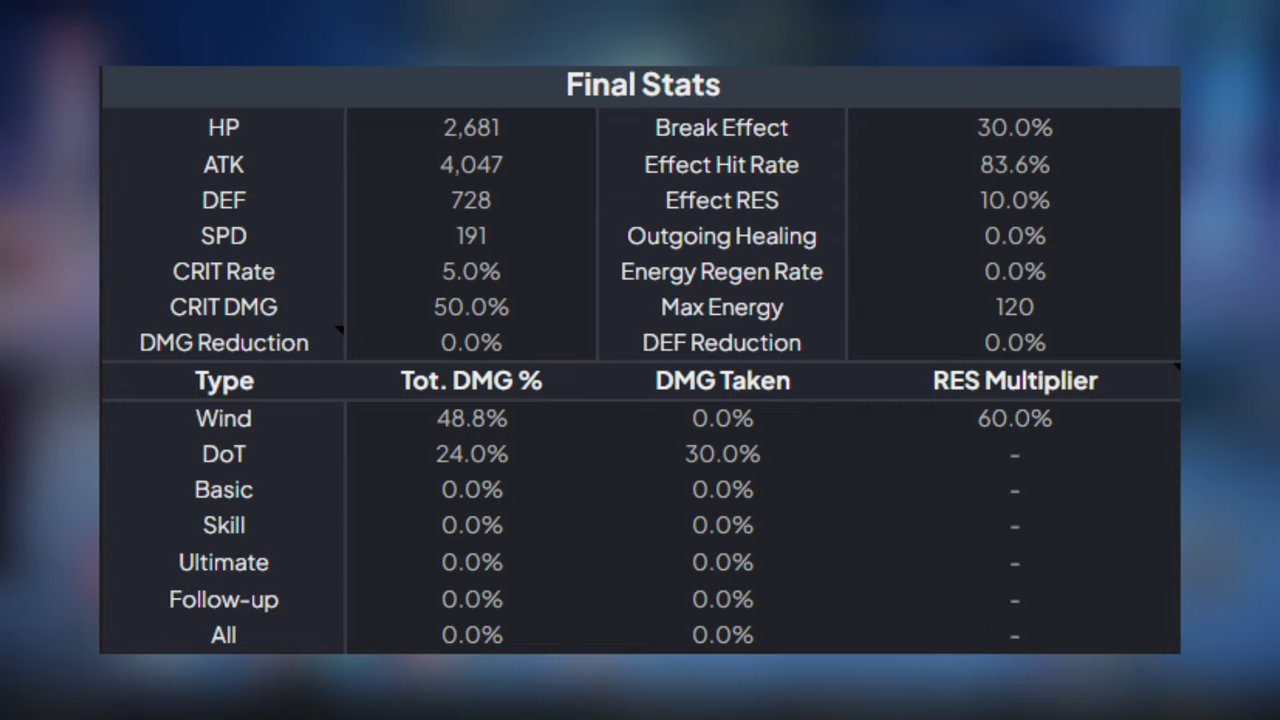 Final Stats
HP 2,681 Break Effect 30.0%
ATK 4,047 Effect Hit Rate 83.6%
DEF 728 Effect RES 10.0%
SPD 191 Outgoing Healing 0.0%
CRIT Rate 5.0% Energy Regen Rate 0.0%
CRIT DMG 50.0% Max Energy 120
DMG Reduction 0.0% DEF Reduction 0.0%
Type Tot. DMG % DMG Taken RES Multiplier
Wind 48.8% 0.0% 60.0%
DoT 24.0% 30.0% -
Basic 0.0% 0.0% -
Skill 0.0% 0.0% -
Ultimate 0.0% 0.0% -
Follow-up 0.0% 0.0% -
All 0.0% 0.0% -